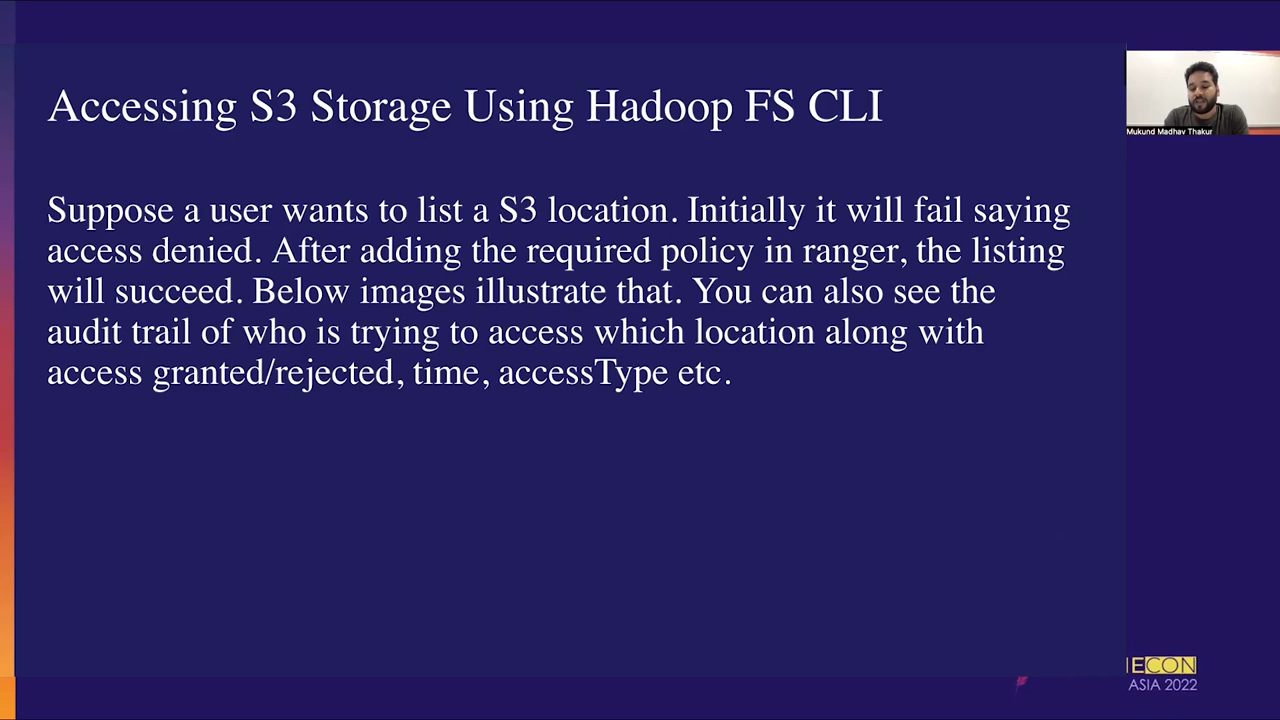 Accessing S3 Storage Using Hadoop FS CLI
Suppose a user wants to list a S3 location. Initially it will fail saying
access denied. After adding the required policy in ranger, the listing
will succeed. Below images illustrate that. You can also see the
audit trail of who is trying to access which location along with
access granted/rejected, time, accessType etc.
Mukund Madhav Thakur
ECON
ASIA 2022